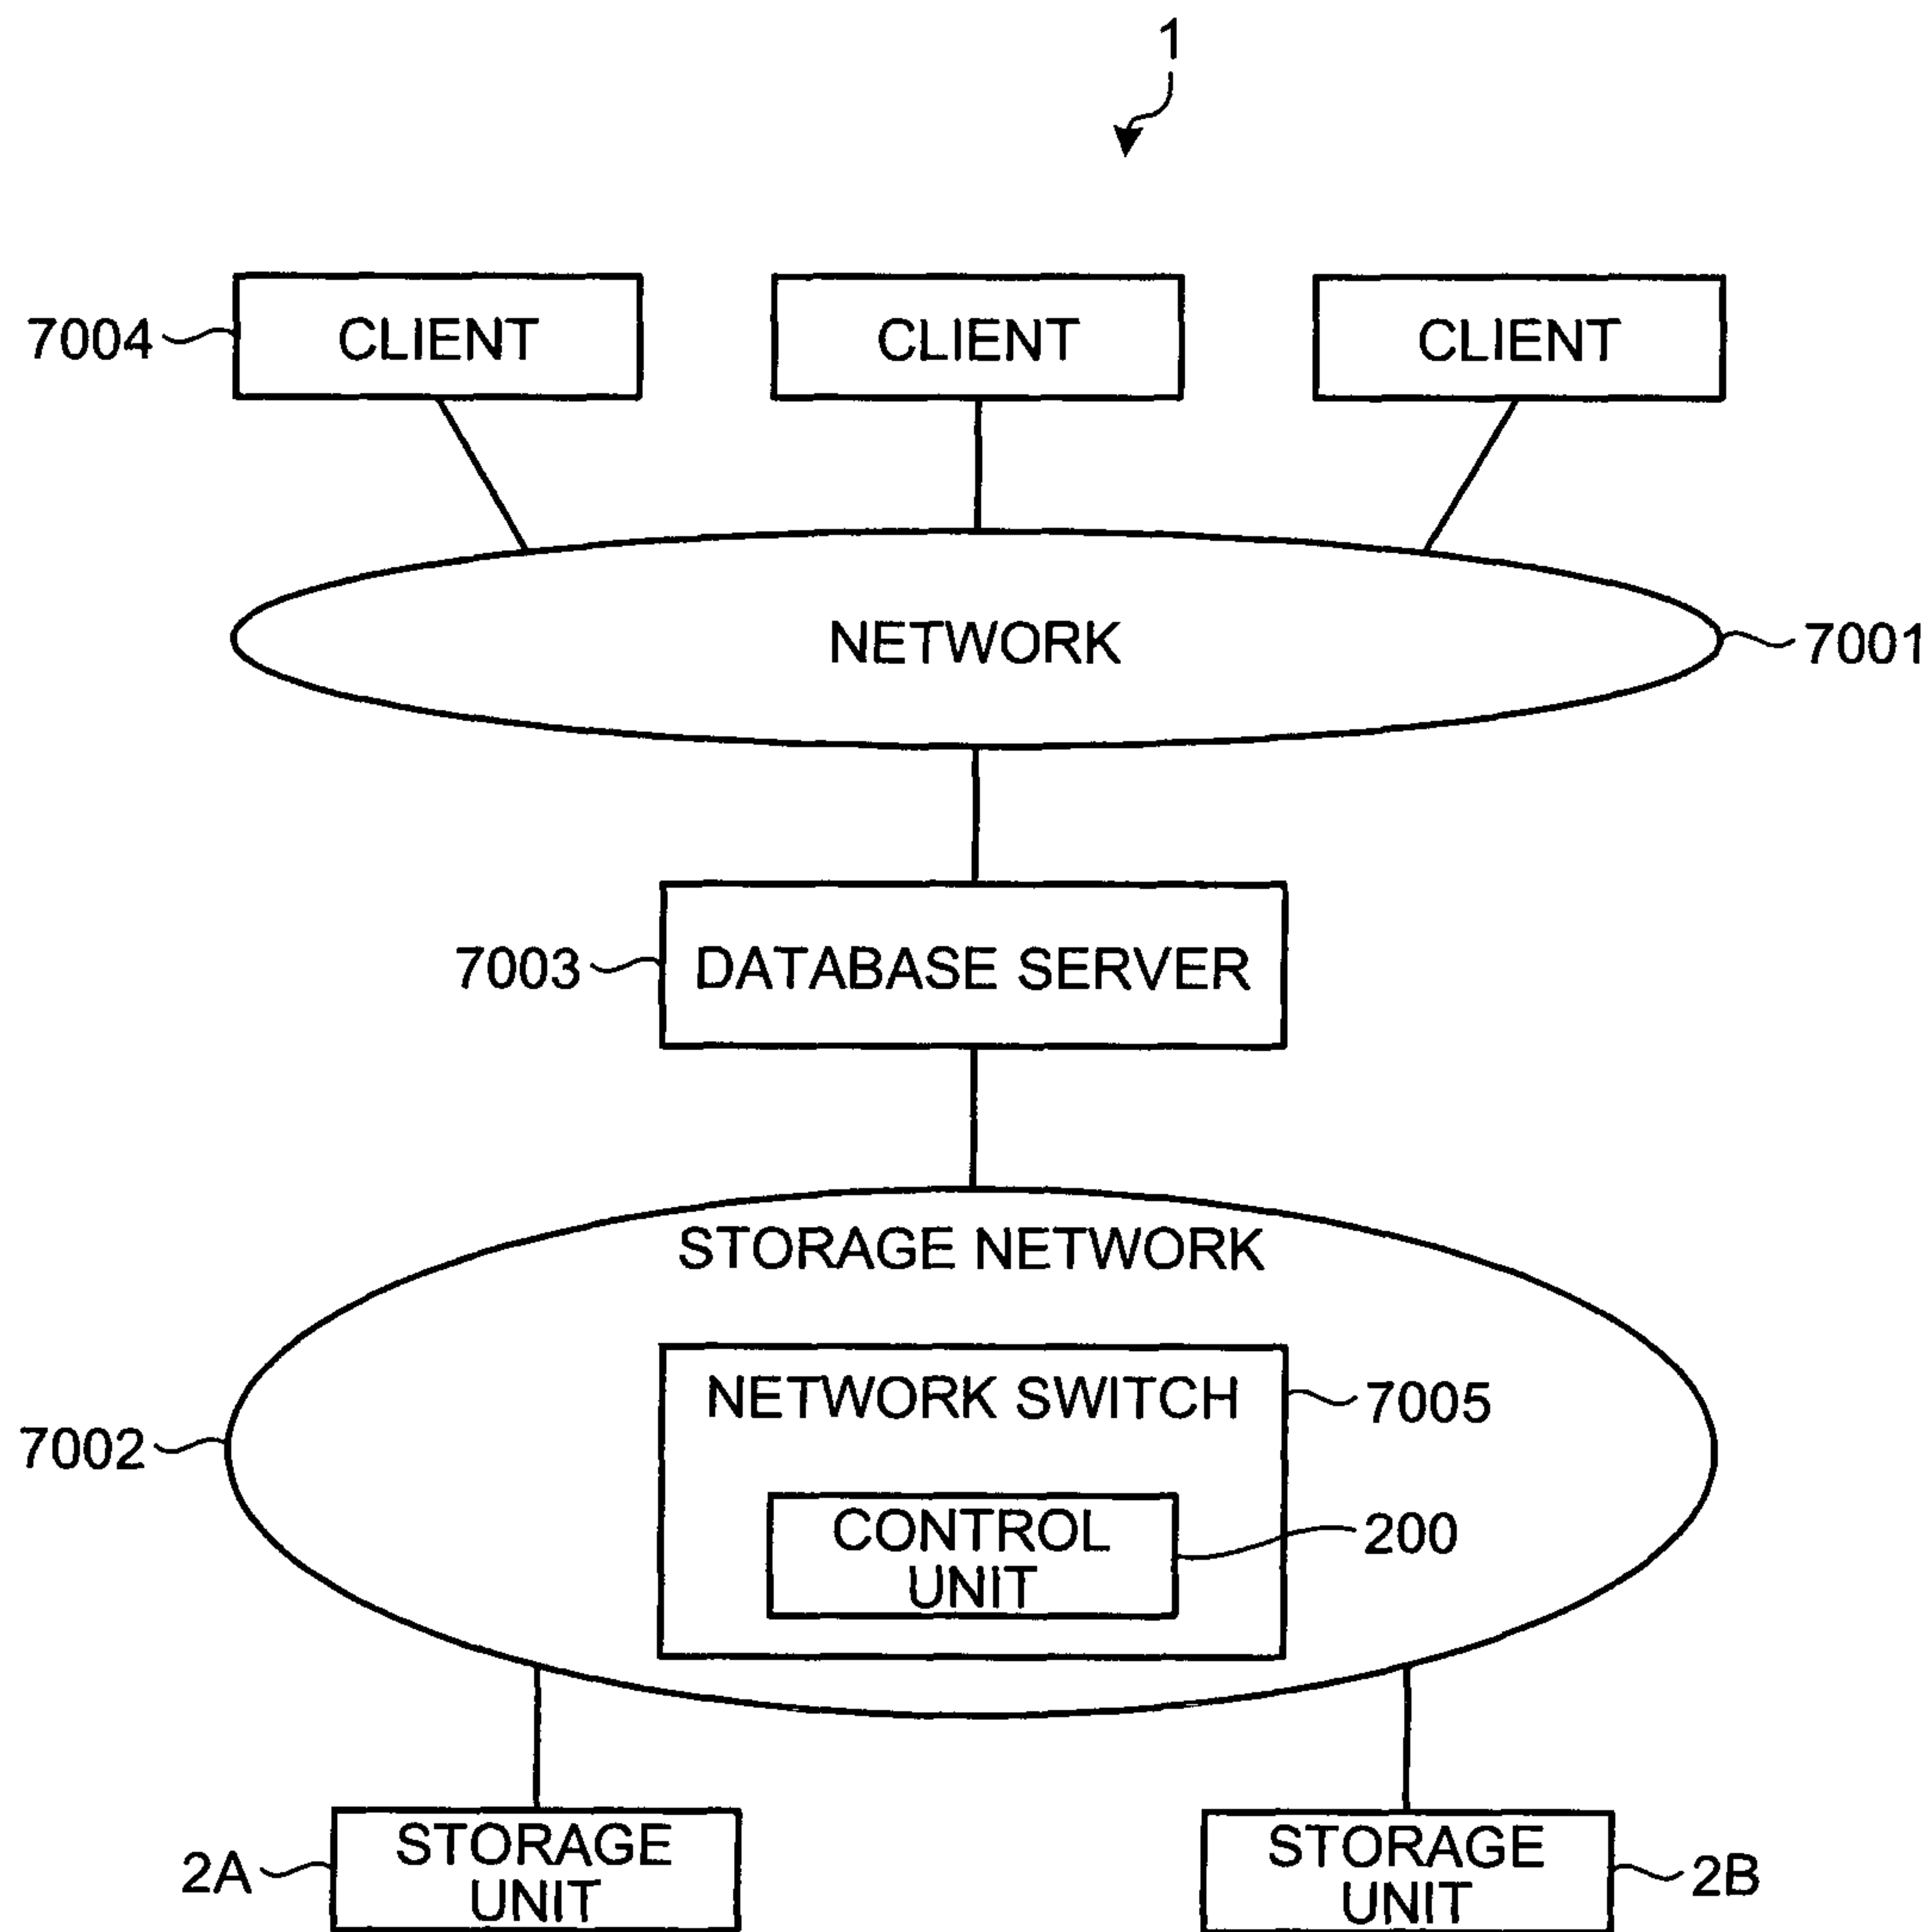 1
7004
CLIENT
CLIENT
CLIENT
NETWORK
7001
7003
DATABASE SERVER
STORAGE NETWORK
NETWORK SWITCH
7005
7002
CONTROL
UNIT
200
2A
STORAGE
UNIT
STORAGE
UNIT
2B